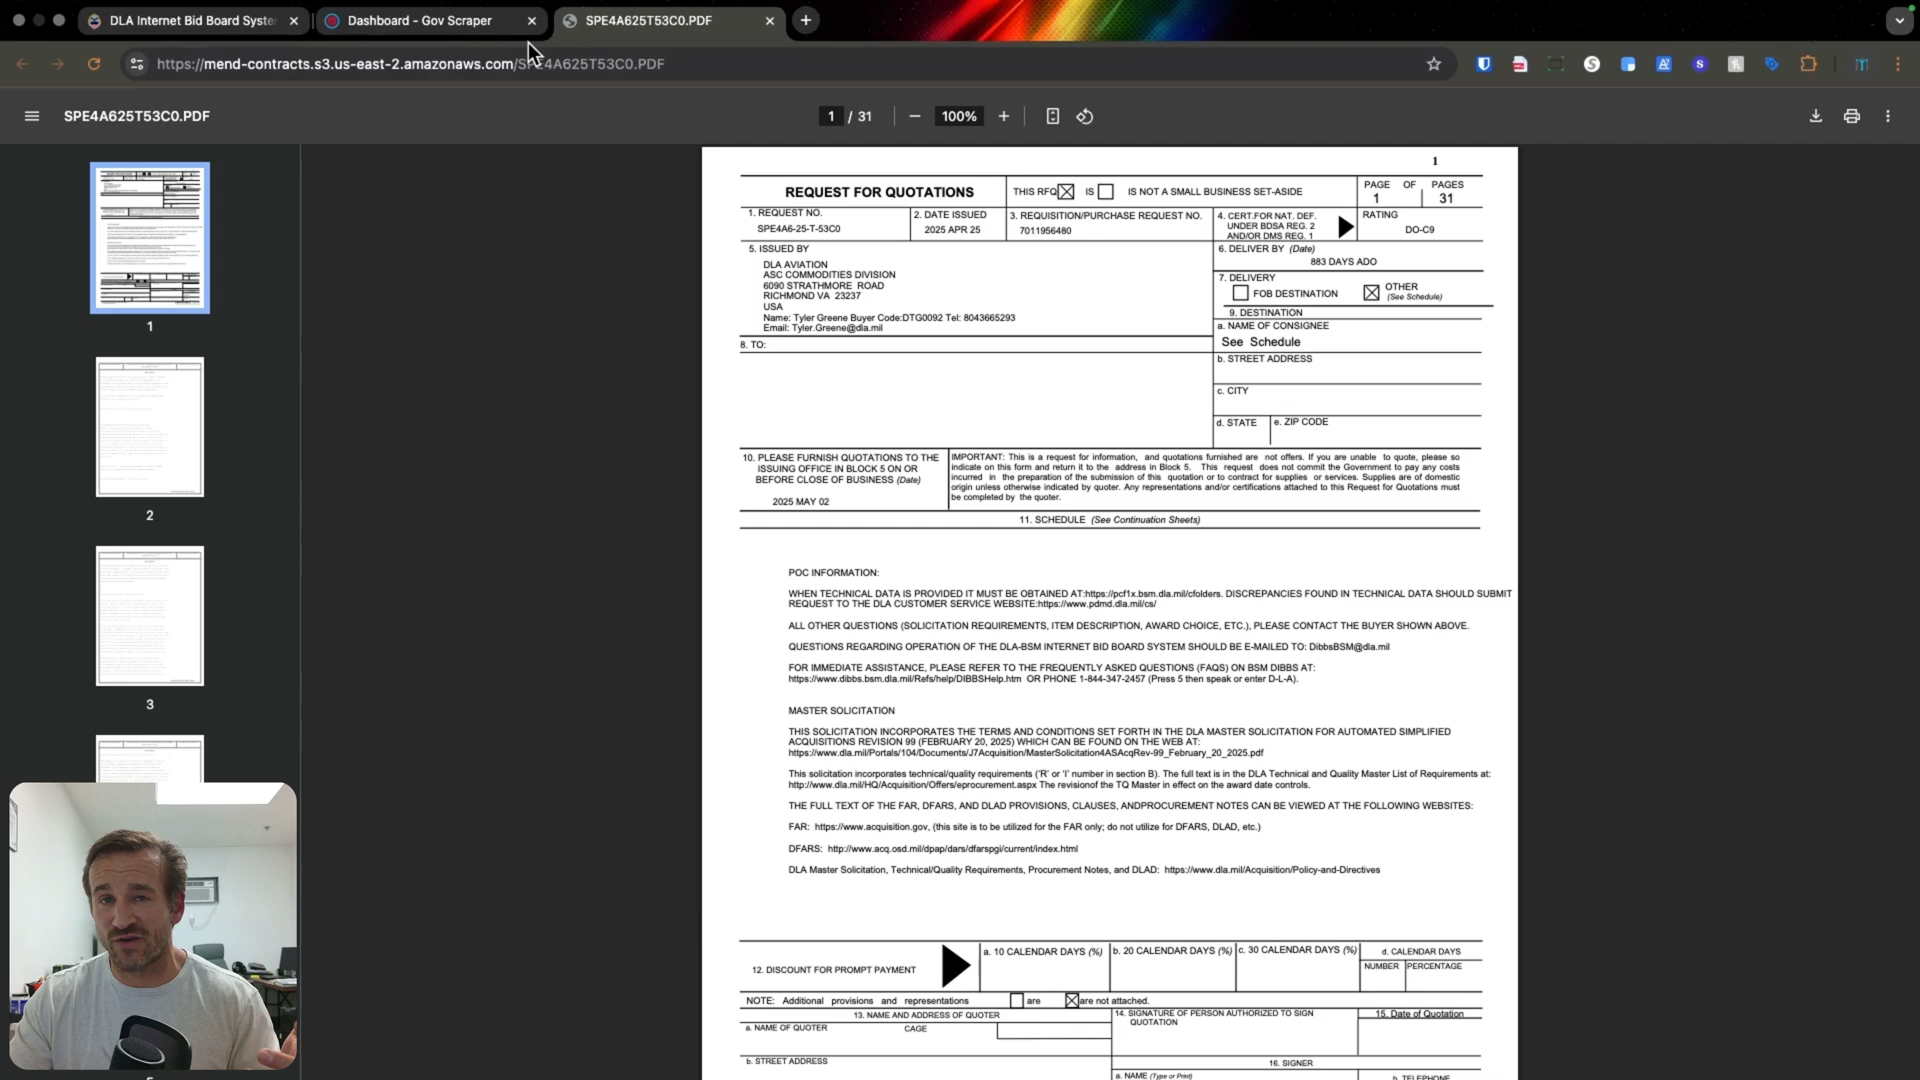 DLA Internet Bid Board Syste
Dashboard - Gov Scraper
SPE4A625T53C0.PDF
https://mend-contracts.s3.us-east-2.amazonaws.com/SPE4A625T53C0.PDF
SPE4A625T53C0.PDF
1 / 31
100%
1
REQUEST FOR QUOTATIONS
THIS RFQ IS IS NOT A SMALL BUSINESS SET-ASIDE
PAGE OF PAGES
1 31
1. REQUEST NO.
SPE4A6-25-T-53C0
2. DATE ISSUED
2025 APR 25
3. REQUISITION/PURCHASE REQUEST NO.
7011956480
4. CERT.FOR NAT. DEF.
UNDER BDSA REG. 2
AND/OR DMS REG. 1
RATING
DO-C9
5. ISSUED BY
DLA AVIATION
ASC COMMODITIES DIVISION
6090 STRATHMORE ROAD
RICHMOND VA 23237
USA
Name: Tyler Greene Buyer Code:DTG0092 Tel: 8043665293
Email: Tyler.Greene@dla.mil
6. DELIVER BY (Date)
883 DAYS ADO
7. DELIVERY
FOB DESTINATION
OTHER
(See Schedule)
8. TO:
9. DESTINATION
a. NAME OF CONSIGNEE
See Schedule
b. STREET ADDRESS
c. CITY
d. STATE
e. ZIP CODE
10. PLEASE FURNISH QUOTATIONS TO THE
ISSUING OFFICE IN BLOCK 5 ON OR
BEFORE CLOSE OF BUSINESS (Date)
2025 MAY 02
IMPORTANT: This is a request for information, and quotations furnished are not offers. If you are unable to quote, please so
indicate on this form and return it to the address in Block 5. This request does not commit the Government to pay any costs
incurred in the preparation of the submission of this quotation or to contract for supplies or services. Supplies are of domestic
origin unless otherwise indicated by quoter. Any representations and/or certifications attached to this Request for Quotations must
be completed by the quoter.
11. SCHEDULE (See Continuation Sheets)
POC INFORMATION:
WHEN TECHNICAL DATA IS PROVIDED IT MUST BE OBTAINED AT:https://pcf1x.bsm.dla.mil/cfolders. DISCREPANCIES FOUND IN TECHNICAL DATA SHOULD SUBMIT
REQUEST TO THE DLA CUSTOMER SERVICE WEBSITE:https://www.pdmd.dla.mil/cs/
ALL OTHER QUESTIONS (SOLICITATION REQUIREMENTS, ITEM DESCRIPTION, AWARD CHOICE, ETC.), PLEASE CONTACT THE BUYER SHOWN ABOVE.
QUESTIONS REGARDING OPERATION OF THE DLA-BSM INTERNET BID BOARD SYSTEM SHOULD BE E-MAILED TO: DibbsBSM@dla.mil
FOR IMMEDIATE ASSISTANCE, PLEASE REFER TO THE FREQUENTLY ASKED QUESTIONS (FAQS) ON BSM DIBBS AT:
https://www.dibbs.bsm.dla.mil/Refs/help/DIBBSHelp.htm OR PHONE 1-844-347-2457 (Press 5 then speak or enter D-L-A).
MASTER SOLICITATION
THIS SOLICITATION INCORPORATES THE TERMS AND CONDITIONS SET FORTH IN THE DLA MASTER SOLICITATION FOR AUTOMATED SIMPLIFIED
ACQUISITIONS REVISION 99 (FEBRUARY 20, 2025) WHICH CAN BE FOUND ON THE WEB AT:
https://www.dla.mil/Portals/104/Documents/J7Acquisition/MasterSolicitation4ASAcqRev-99_February_20_2025.pdf
This solicitation incorporates technical/quality requirements ('R' or 'I' number in section B). The full text is in the DLA Technical and Quality Master List of Requirements at:
http://www.dla.mil/HQ/Acquisition/Offers/eprocurement.aspx The revisionof the TQ Master in effect on the award date controls.
THE FULL TEXT OF THE FAR, DFARS, AND DLAD PROVISIONS, CLAUSES, ANDPROCUREMENT NOTES CAN BE VIEWED AT THE FOLLOWING WEBSITES:
FAR: https://www.acquisition.gov, (this site is to be utilized for the FAR only; do not utilize for DFARS, DLAD, etc.)
DFARS: http://www.acq.osd.mil/dpap/dars/dfarspgi/current/index.html
DLA Master Solicitation, Technical/Quality Requirements, Procurement Notes, and DLAD: https://www.dla.mil/Acquisition/Policy-and-Directives
12. DISCOUNT FOR PROMPT PAYMENT
a. 10 CALENDAR DAYS (%)
b. 20 CALENDAR DAYS (%)
c. 30 CALENDAR DAYS (%)
d. CALENDAR DAYS
NUMBER PERCENTAGE
NOTE: Additional provisions and representations are are not attached.
13. NAME AND ADDRESS OF QUOTER
a. NAME OF QUOTER CAGE
14. SIGNATURE OF PERSON AUTHORIZED TO SIGN
QUOTATION
15. Date of Quotation
b. STREET ADDRESS
16. SIGNER
a. NAME (Type or Print)
b. TELEPHONE
1
2
3